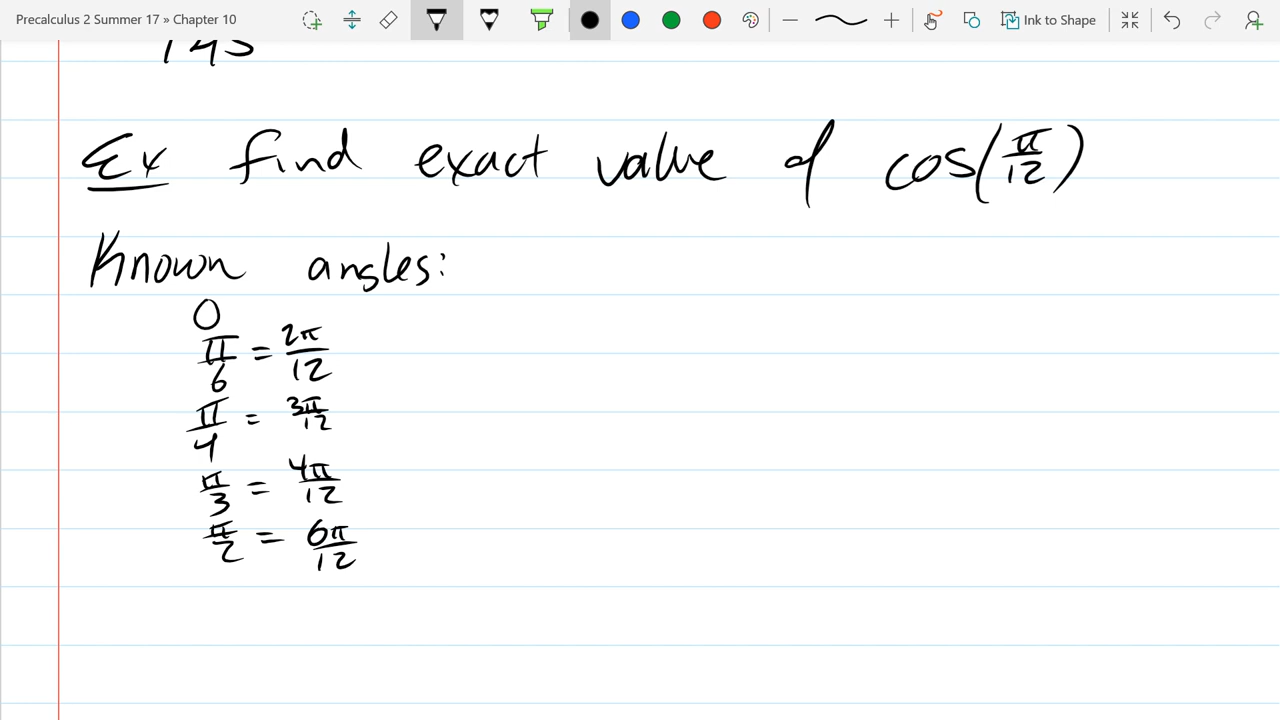 Precalculus 2 Summer 17 » Chapter 10
Ink to Shape
Ex find exact value of cos(π/12)
Known angles:
0
π/6 = 2π/12
π/4 = 3π/12
π/3 = 4π/12
π/2 = 6π/12